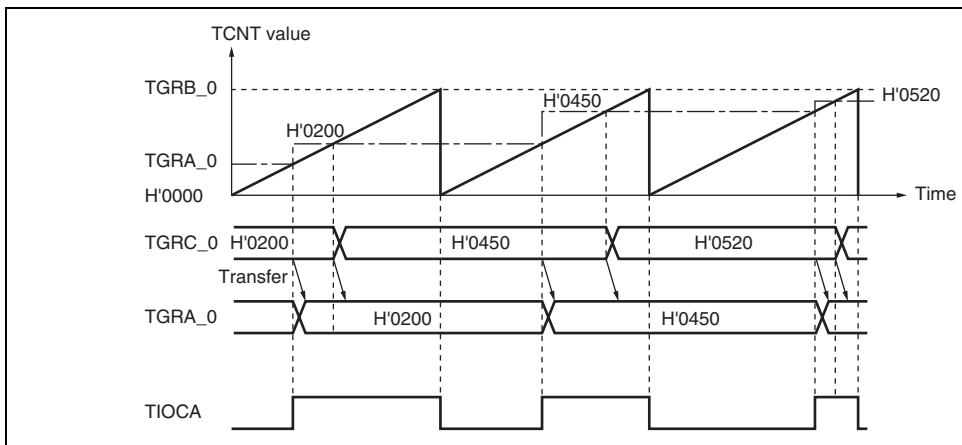 TCNT value
TGRB_0
H'0520
H'0450
H'0200
TGRA_0
H'0000
Time
TGRC_0
H'0200
H'0450
H'0520
Transfer
TGRA_0
H'0200
H'0450
TIOCA